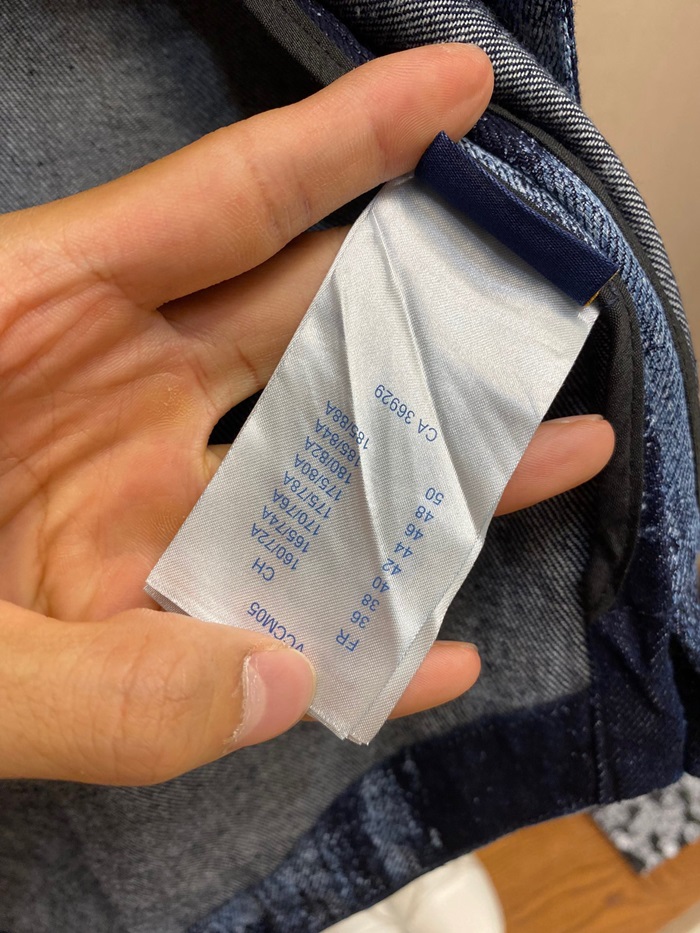 VCCM05
FR CH
36 160/72A
38 165/74A
40 170/76A
42 175/78A
44 175/80A
46 180/82A
48 185/84A
50 185/88A
CA 36929